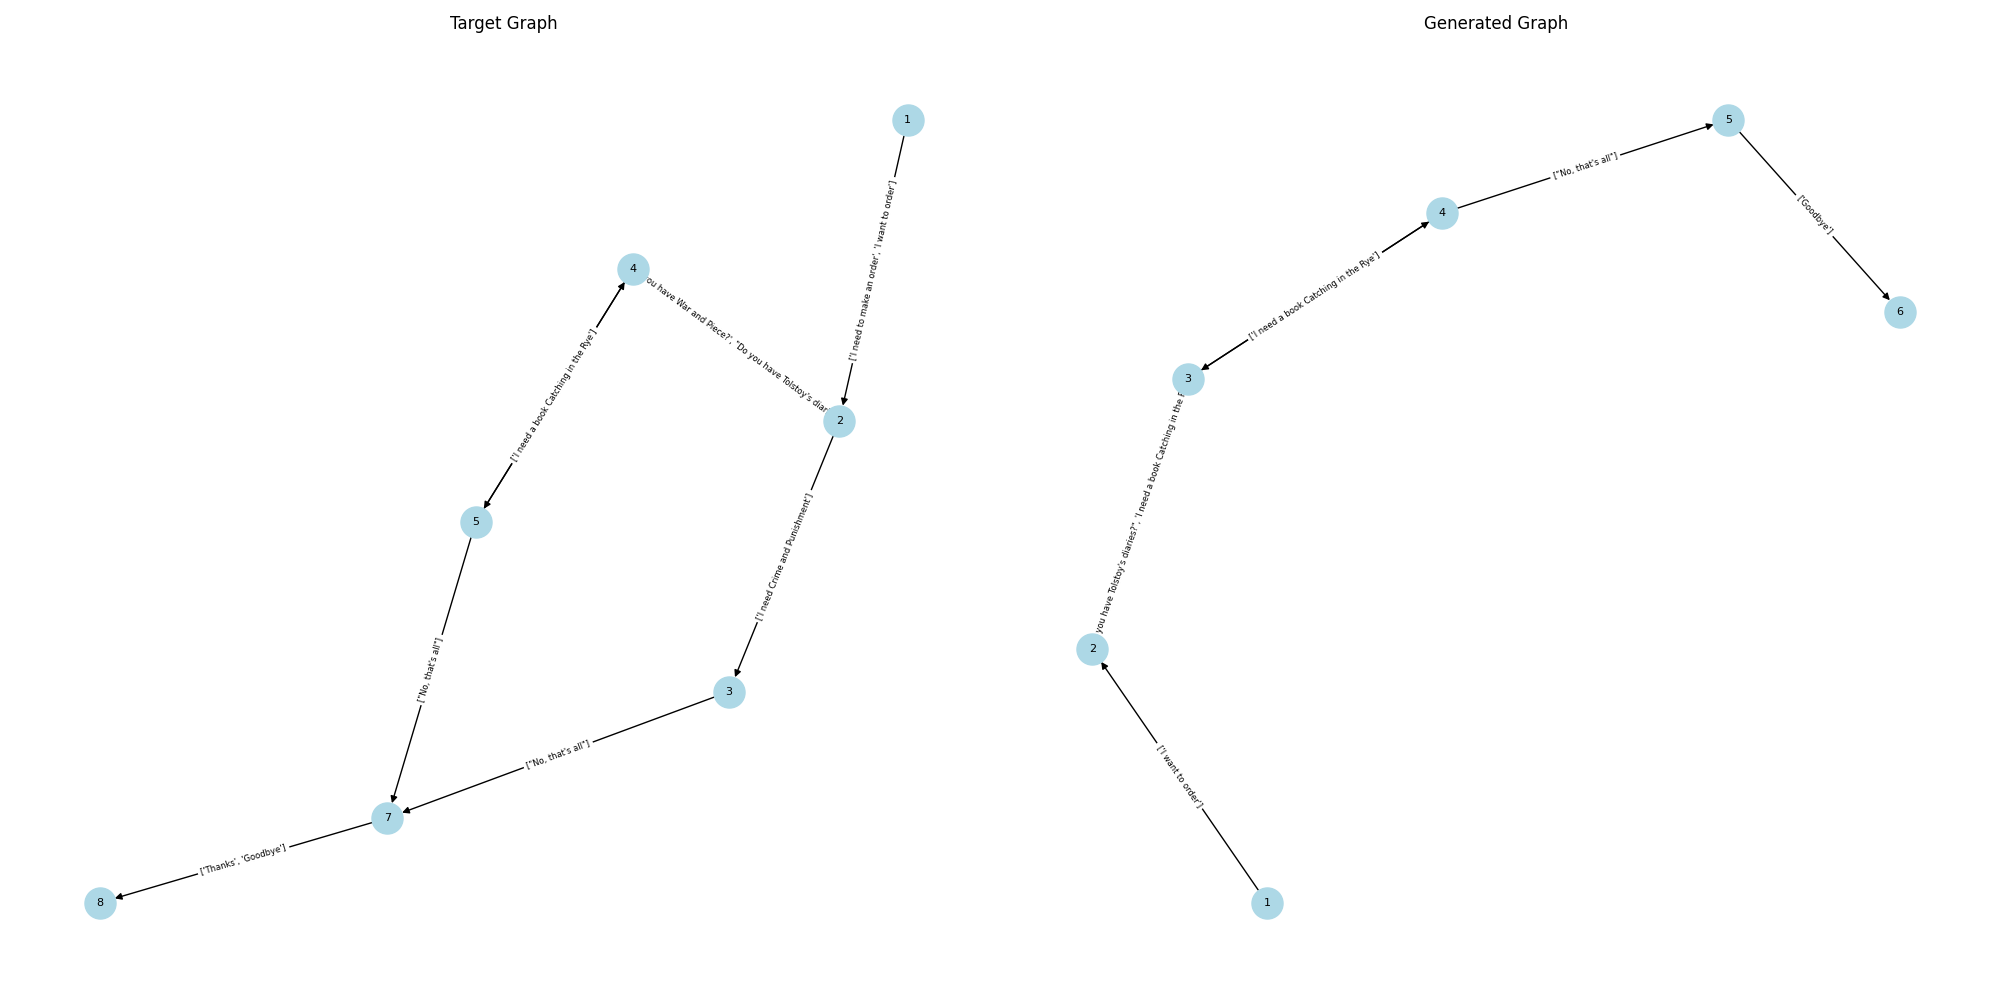 Target Graph
1
['I need to make an order', 'I want to order']
4
you have War and Piece?', "Do you have Tolstoy's
2
['I need a book Catching in the Rye']
5
['I need Crime and Punishment']
["No, that's all"]
3
["No, that's all"]
7
['Thanks', 'Goodbye']
8
Generated Graph
5
["No, that's all"]
4
['Goodbye']
6
['I need a book Catching in the Rye']
3
you have Tolstoy's diaries?", 'I need a book Catching in the
2
['I want to order']
1